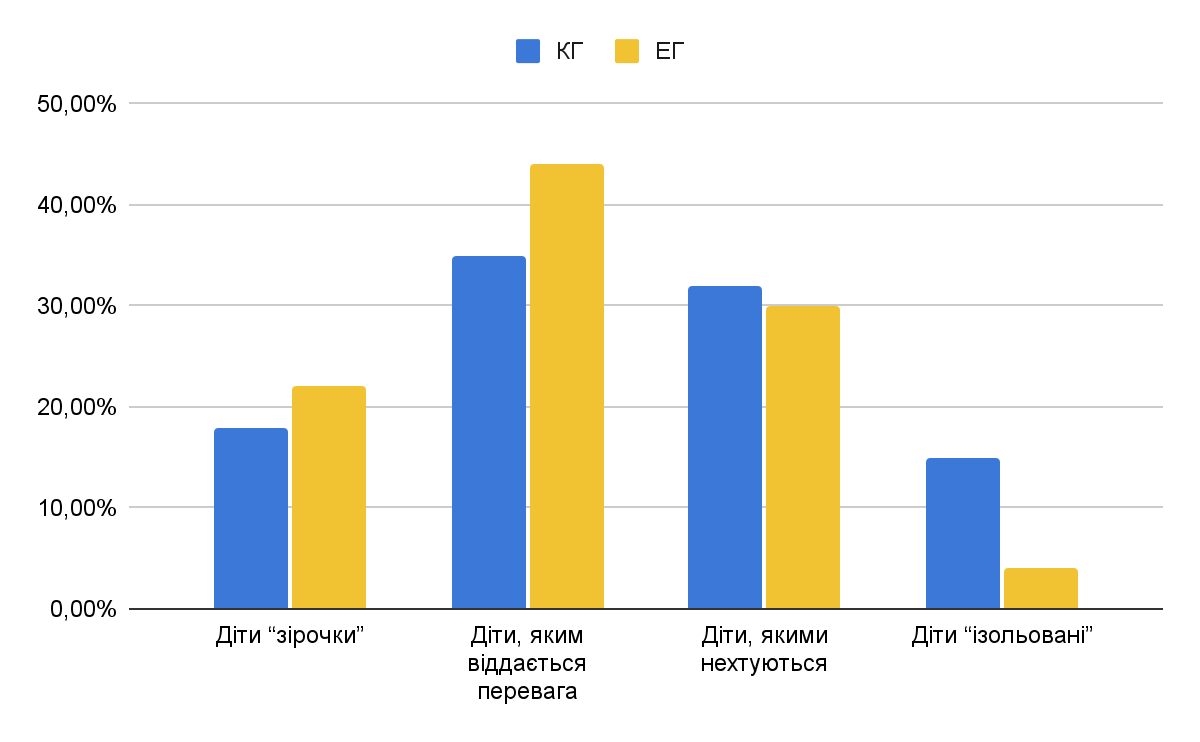 КГ ЕГ
50,00%
40,00%
30,00%
20,00%
10,00%
0,00%
Діти “зірочки”
Діти, яким
віддається
перевага
Діти, якими
нехтуються
Діти “ізольовані”